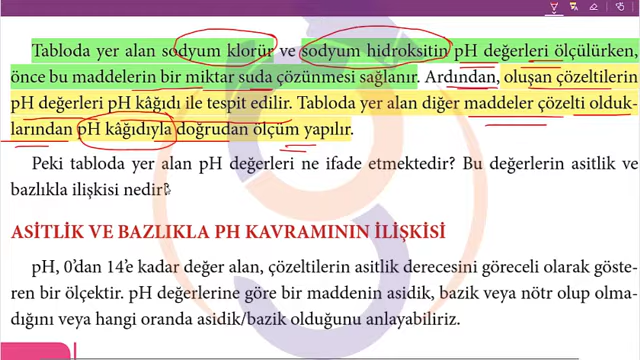 Tabloda yer alan sodyum klorür ve sodyum hidroksitin pH değerleri ölçülürken,
önce bu maddelerin bir miktar suda çözünmesi sağlanır. Ardından, oluşan çözeltilerin
pH değerleri pH kâğıdı ile tespit edilir. Tabloda yer alan diğer maddeler çözelti olduk-
larından pH kâğıdıyla doğrudan ölçüm yapılır.
Peki tabloda yer alan pH değerleri ne ifade etmektedir? Bu değerlerin asitlik ve
bazlıkla ilişkisi nedir?
ASİTLİK VE BAZLIKLA PH KAVRAMININ İLİŞKİSİ
pH, 0’dan 14’e kadar değer alan, çözeltilerin asitlik derecesini göreceli olarak göste-
ren bir ölçektir. pH değerlerine göre bir maddenin asidik, bazik veya nötr olup olma-
dığını veya hangi oranda asidik/bazik olduğunu anlayabiliriz.